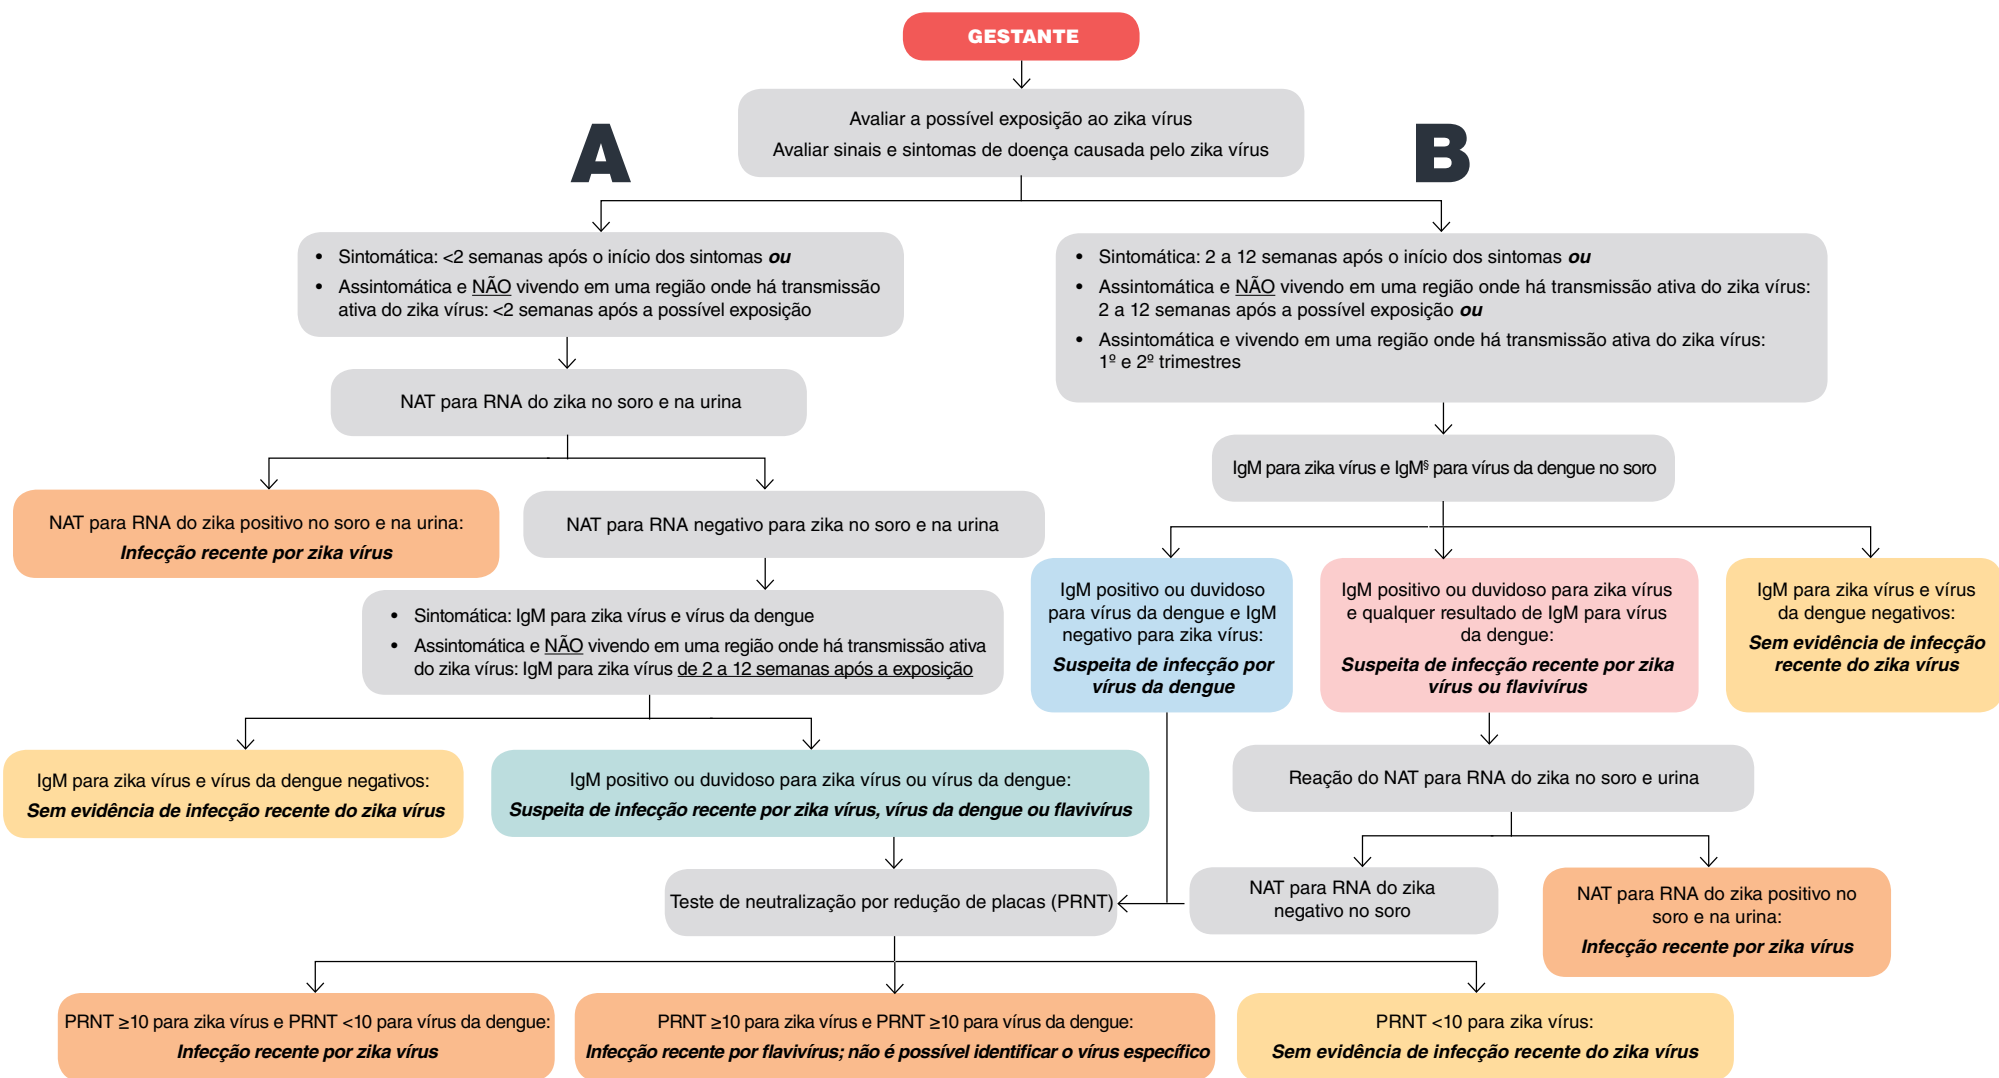 GESTANTE
Avaliar a possível exposição ao zika vírus
Avaliar sinais e sintomas de doença causada pelo zika vírus
A
B
• Sintomática: <2 semanas após o início dos sintomas ou
• Assintomática e NÃO vivendo em uma região onde há transmissão
ativa do zika vírus: <2 semanas após a possível exposição
• Sintomática: 2 a 12 semanas após o início dos sintomas ou
• Assintomática e NÃO vivendo em uma região onde há transmissão ativa do zika vírus:
2 a 12 semanas após a possível exposição ou
• Assintomática e vivendo em uma região onde há transmissão ativa do zika vírus:
1º e 2º trimestres
NAT para RNA do zika no soro e na urina
IgM para zika vírus e IgM§ para vírus da dengue no soro
NAT para RNA do zika positivo no soro e na urina:
Infecção recente por zika vírus
NAT para RNA negativo para zika no soro e na urina
• Sintomática: IgM para zika vírus e vírus da dengue
• Assintomática e NÃO vivendo em uma região onde há transmissão ativa
do zika vírus: IgM para zika vírus de 2 a 12 semanas após a exposição
IgM positivo ou duvidoso
para vírus da dengue e IgM
negativo para zika vírus:
Suspeita de infecção por
vírus da dengue
IgM positivo ou duvidoso para zika vírus
e qualquer resultado de IgM para vírus
da dengue:
Suspeita de infecção recente por zika
vírus ou flavivírus
IgM para zika vírus e vírus
da dengue negativos:
Sem evidência de infecção
recente do zika vírus
IgM para zika vírus e vírus da dengue negativos:
Sem evidência de infecção recente do zika vírus
IgM positivo ou duvidoso para zika vírus ou vírus da dengue:
Suspeita de infecção recente por zika vírus, vírus da dengue ou flavivírus
Reação do NAT para RNA do zika no soro e urina
Teste de neutralização por redução de placas (PRNT)
NAT para RNA do zika
negativo no soro
NAT para RNA do zika positivo no
soro e na urina:
Infecção recente por zika vírus
PRNT ≥10 para zika vírus e PRNT <10 para vírus da dengue:
Infecção recente por zika vírus
PRNT ≥10 para zika vírus e PRNT ≥10 para vírus da dengue:
Infecção recente por flavivírus; não é possível identificar o vírus específico
PRNT <10 para zika vírus:
Sem evidência de infecção recente do zika vírus